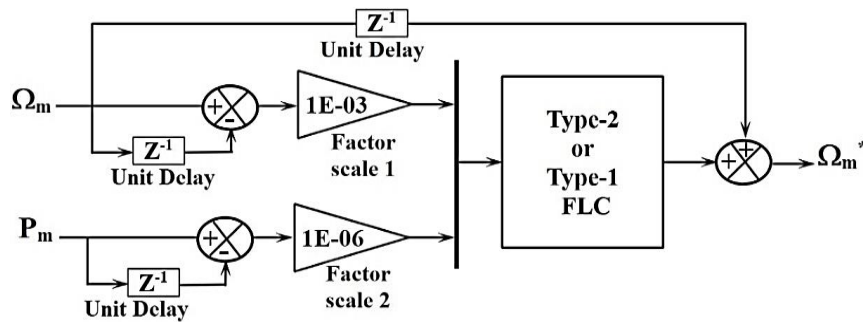 Z⁻¹
Unit Delay
Ωm
+
-
1E-03
Factor
scale 1
Z⁻¹
Unit Delay
Type-2
or
Type-1
FLC
+
+
Ωm*
Pm
+
-
1E-06
Factor
scale 2
Z⁻¹
Unit Delay